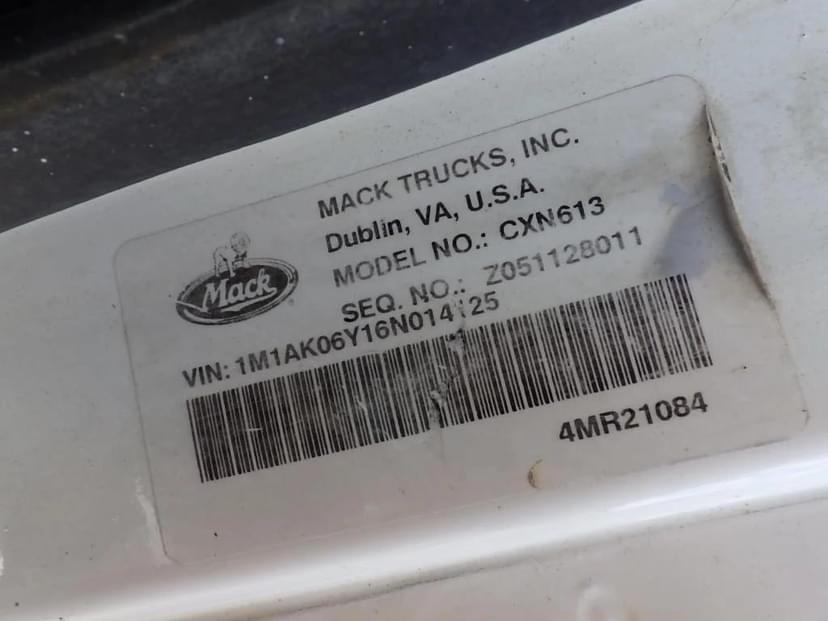 MACK TRUCKS, INC.
Dublin, VA, U.S.A.
MODEL NO.: CXN613
SEQ. NO.: Z051128011
Mack
VIN: 1M1AK06Y16N014125
4MR21084